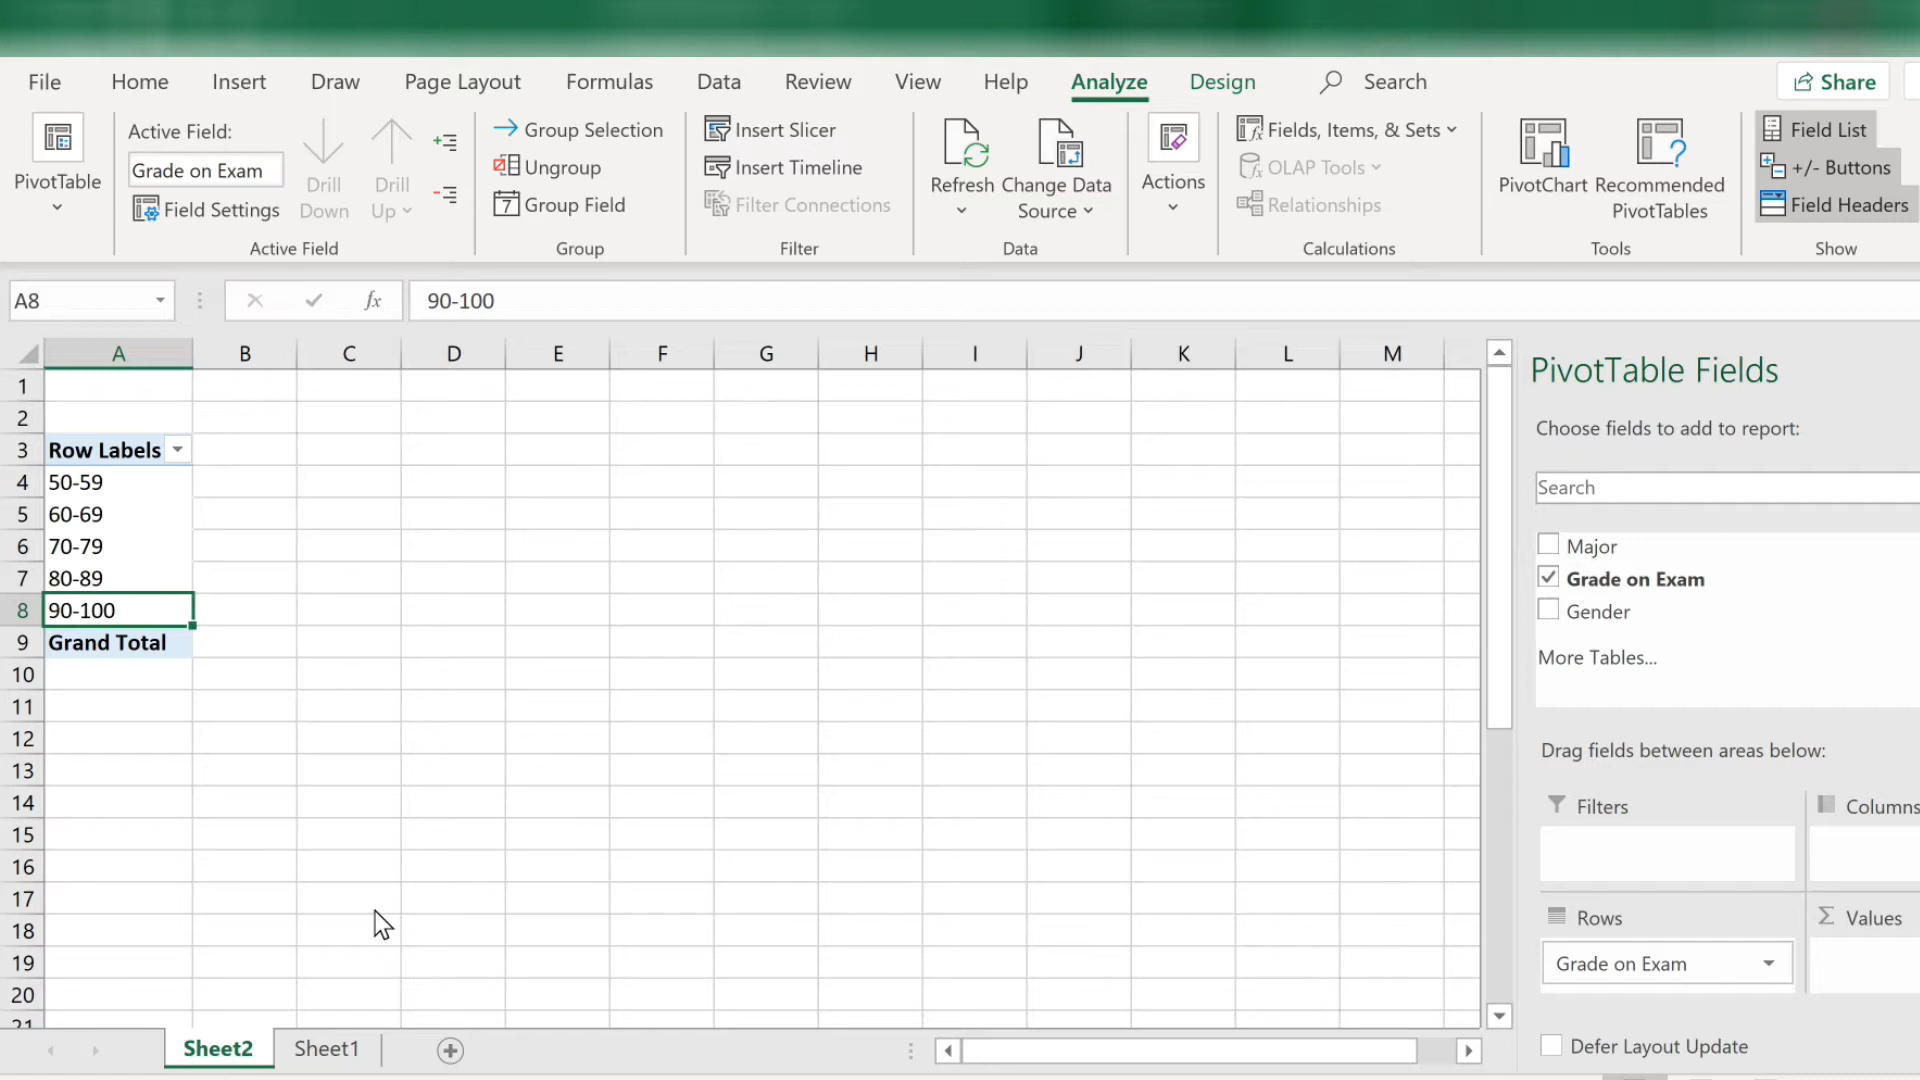 File Home Insert Draw Page Layout Formulas Data Review View Help Analyze Design Search Share
PivotTable
Active Field:
Grade on Exam
Field Settings
Drill Down
Drill Up
Active Field
Group Selection
Ungroup
7 Group Field
Group
Insert Slicer
Insert Timeline
Filter Connections
Filter
Refresh
Change Data Source
Data
Actions
Fields, Items, & Sets
OLAP Tools
Relationships
Calculations
PivotChart
Recommended PivotTables
Tools
Field List
+/- Buttons
Field Headers
Show
A8 fx 90-100
A B C D E F G H I J K L M
1
2
3 Row Labels
4 50-59
5 60-69
6 70-79
7 80-89
8 90-100
9 Grand Total
10
11
12
13
14
15
16
17
18
19
20
21
Sheet2 Sheet1
PivotTable Fields
Choose fields to add to report:
Search
Major
Grade on Exam
Gender
More Tables...
Drag fields between areas below:
Filters
Columns
Rows
Σ Values
Grade on Exam
Defer Layout Update